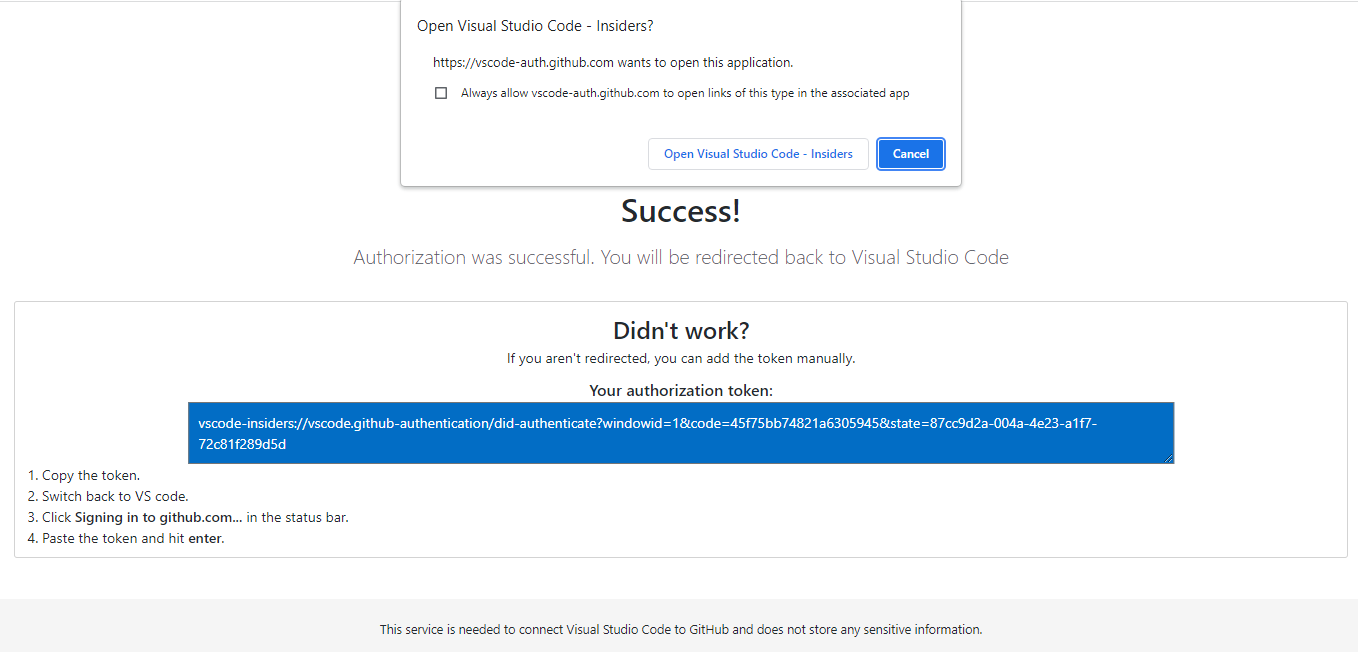 Open Visual Studio Code - Insiders?
https://vscode-auth.github.com wants to open this application.
Always allow vscode-auth.github.com to open links of this type in the associated app
Open Visual Studio Code - Insiders
Cancel
Success!
Authorization was successful. You will be redirected back to Visual Studio Code
Didn't work?
If you aren't redirected, you can add the token manually.
Your authorization token:
vscode-insiders://vscode.github-authentication/did-authenticate?windowid=1&code=45f75bb74821a6305945&state=87cc9d2a-004a-4e23-a1f7-
72c81f289d5d
1. Copy the token.
2. Switch back to VS code.
3. Click Signing in to github.com... in the status bar.
4. Paste the token and hit enter.
This service is needed to connect Visual Studio Code to GitHub and does not store any sensitive information.